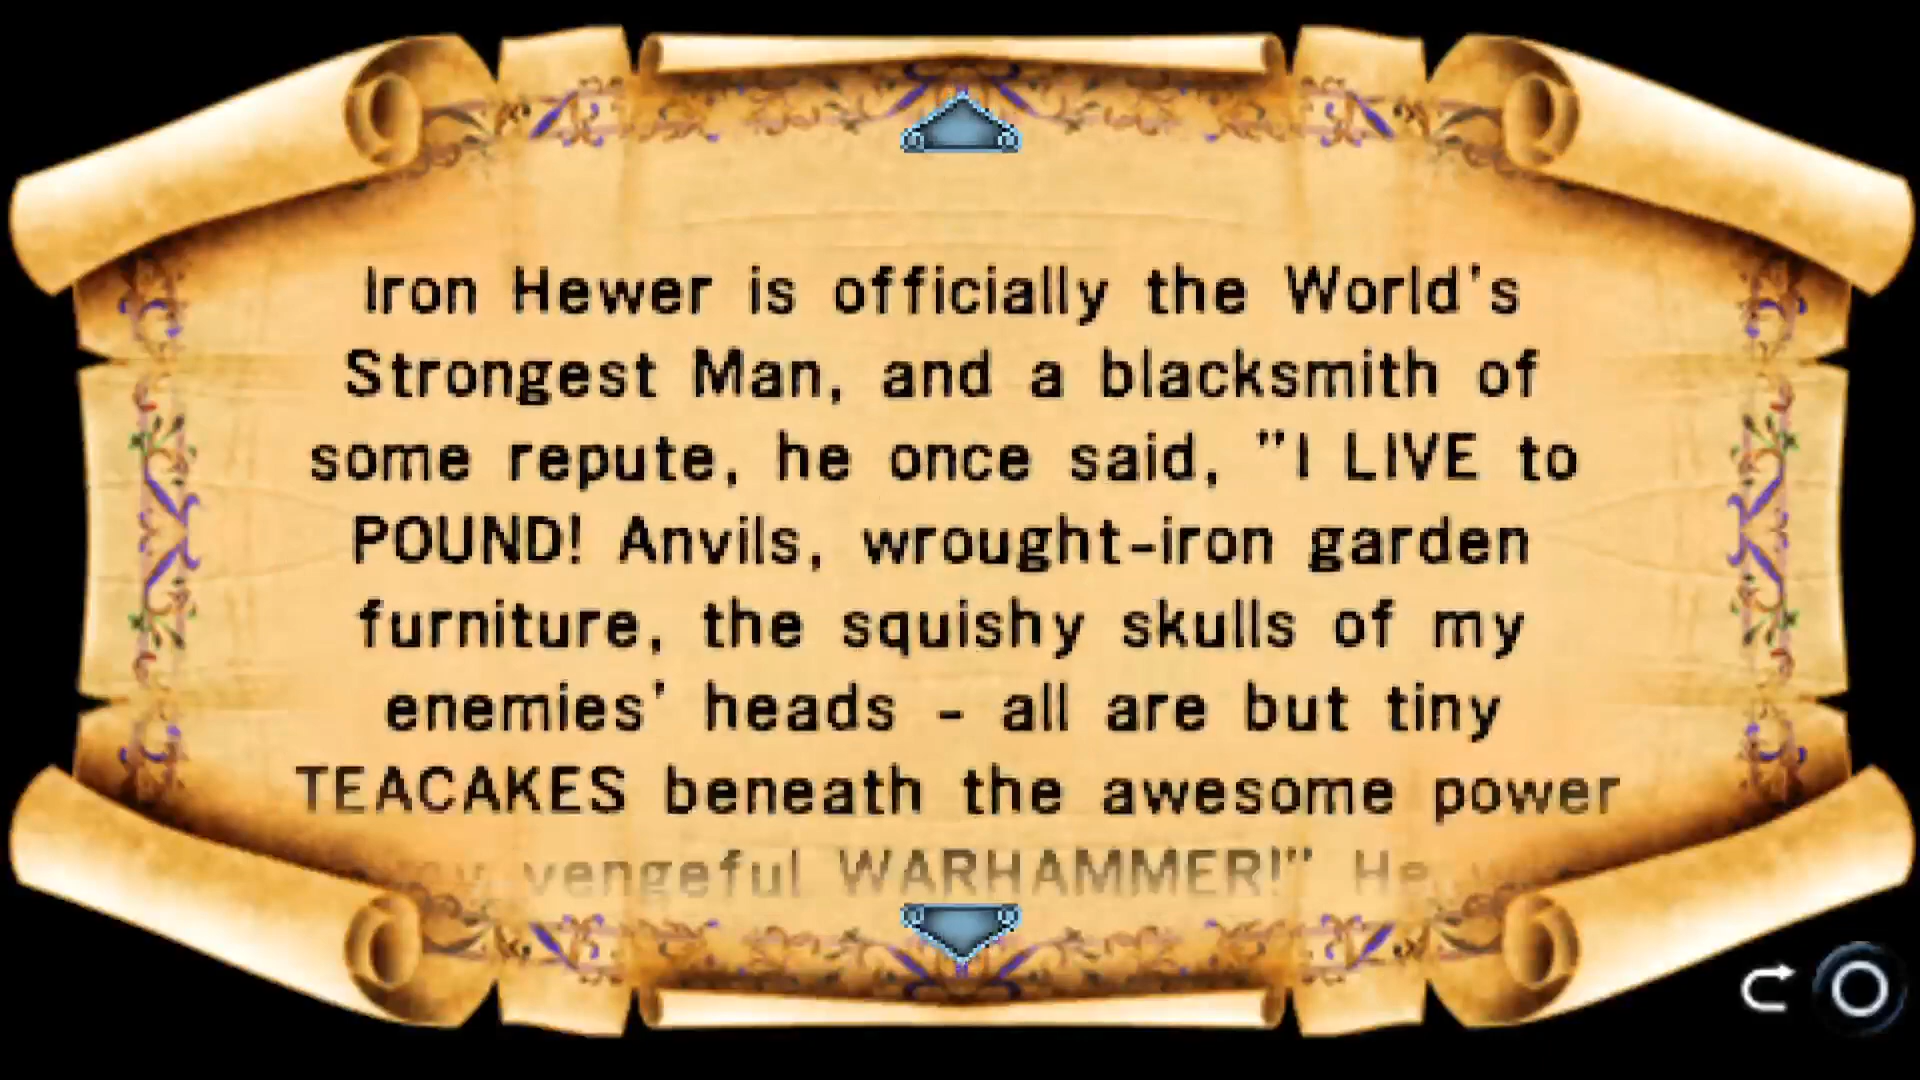 Iron Hewer is officially the World's
Strongest Man, and a blacksmith of
some repute, he once said, "I LIVE to
POUND! Anvils, wrought-iron garden
furniture, the squishy skulls of my
enemies' heads - all are but tiny
TEACAKES beneath the awesome power
vengeful WARHAMMER!" He